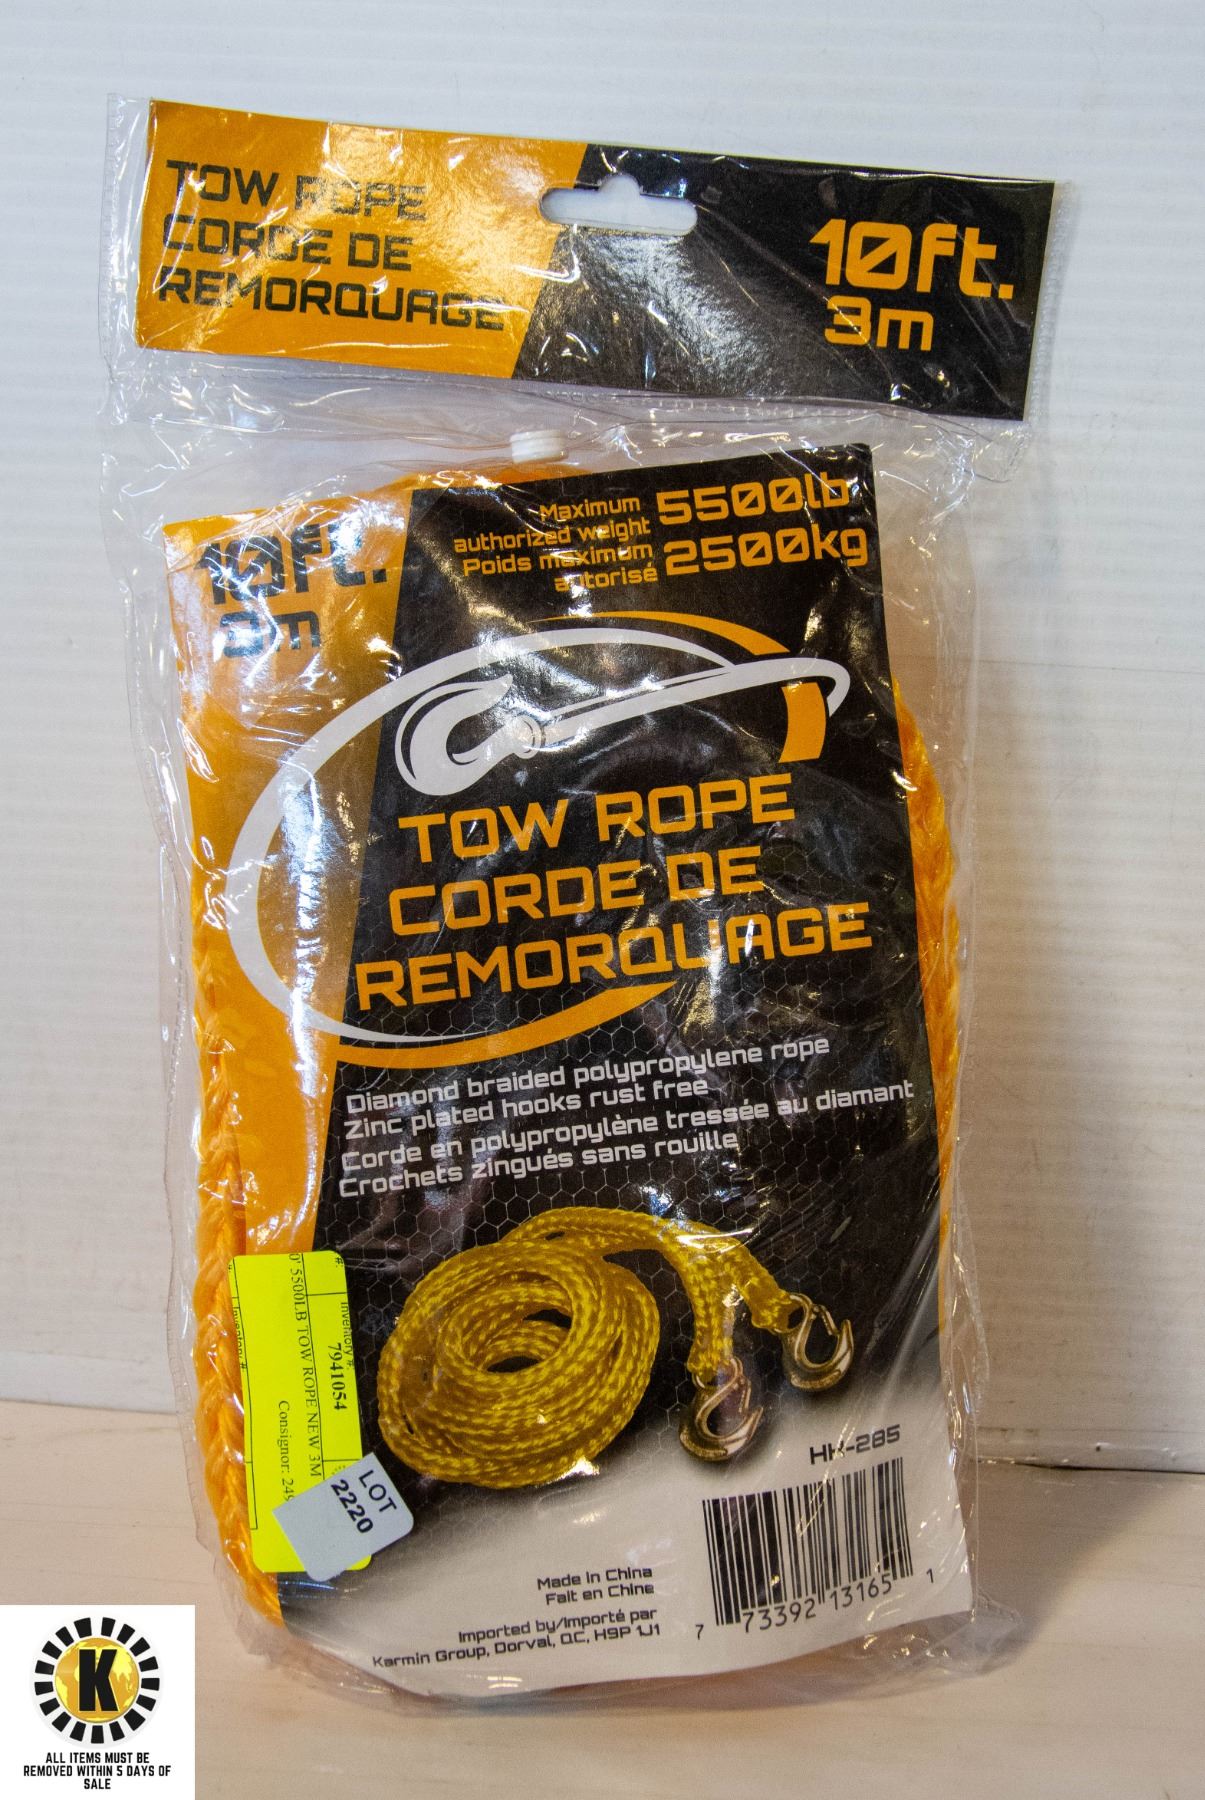 TOW ROPE
CORDE DE
REMORQUAGE
10ft.
3m
10ft.
3m
Maximum
authorized weight
5500lb
Poids maximum
autorisé
2500kg
TOW ROPE
CORDE DE
REMORQUAGE
Diamond braided polypropylene rope
Zinc plated hooks rust free
Corde en polypropylène tressée au diamant
Crochets zingués sans rouille
#:
Inventory #:
7941054
0' 5500LB TOW ROPE NEW 3M
Consignor: 249
Inventory #
LOT
2220
HK-285
Made in China
Fait en Chine
Imported by/Importé par
Karmin Group, Dorval, QC, H9P 1J1
7 73392 13165 1
K
ALL ITEMS MUST BE
REMOVED WITHIN 5 DAYS OF
SALE